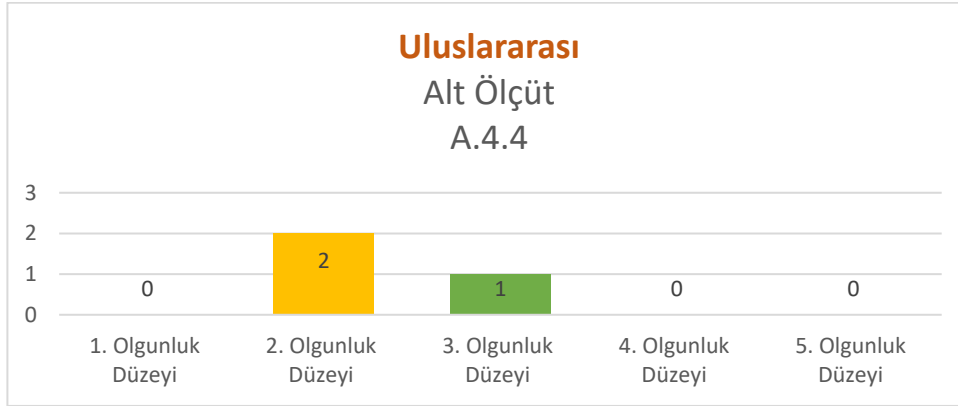 Uluslararası
Alt Ölçüt
A.4.4
3
2
1
0
0
2
1
0
0
1. Olgunluk
Düzeyi
2. Olgunluk
Düzeyi
3. Olgunluk
Düzeyi
4. Olgunluk
Düzeyi
5. Olgunluk
Düzeyi